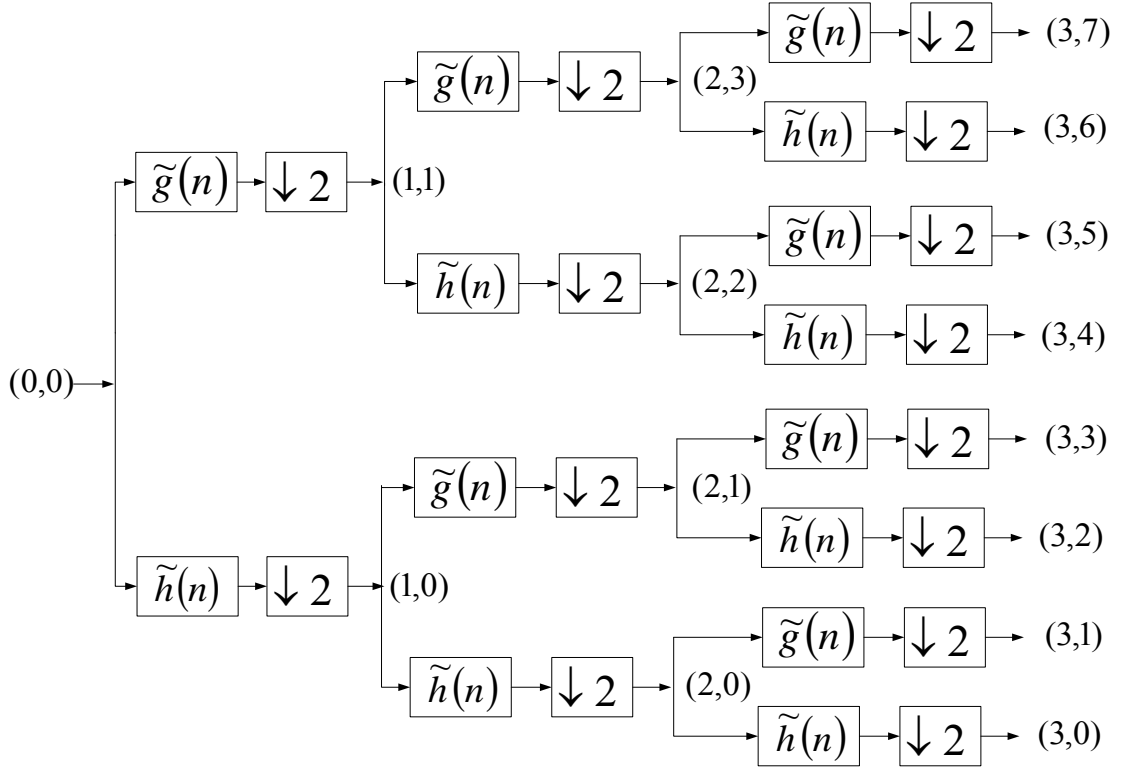 g̃(n) ↓ 2 (3,7)
g̃(n) ↓ 2 (2,3)
h̃(n) ↓ 2 (3,6)
g̃(n) ↓ 2 (1,1)
g̃(n) ↓ 2 (3,5)
h̃(n) ↓ 2 (2,2)
h̃(n) ↓ 2 (3,4)
(0,0)
g̃(n) ↓ 2 (3,3)
g̃(n) ↓ 2 (2,1)
h̃(n) ↓ 2 (3,2)
h̃(n) ↓ 2 (1,0)
g̃(n) ↓ 2 (3,1)
h̃(n) ↓ 2 (2,0)
h̃(n) ↓ 2 (3,0)